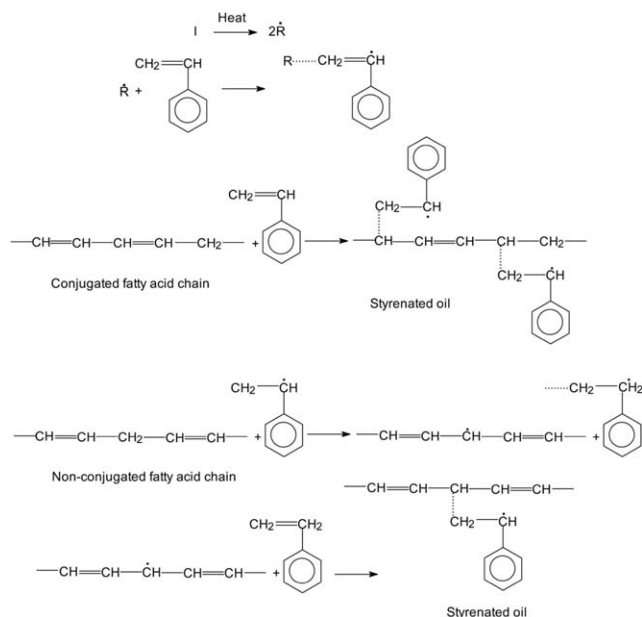 Heat
I 2Ṙ
CH₂ CH
Ṙ +
R CH₂ ĊH
CH₂ CH
CH₂ CH
CH CH CH CH CH₂ +
CH CH CH CH CH₂
CH₂ ĊH
Conjugated fatty acid chain
Styrenated oil
CH₂ ĊH
CH₂ ĊH₂
CH CH CH₂ CH CH +
CH CH ĊH CH CH +
Non-conjugated fatty acid chain
CH CH CH CH CH
CH₂ ĊH
CH₂ CH₂
CH CH ĊH CH CH +
Styrenated oil